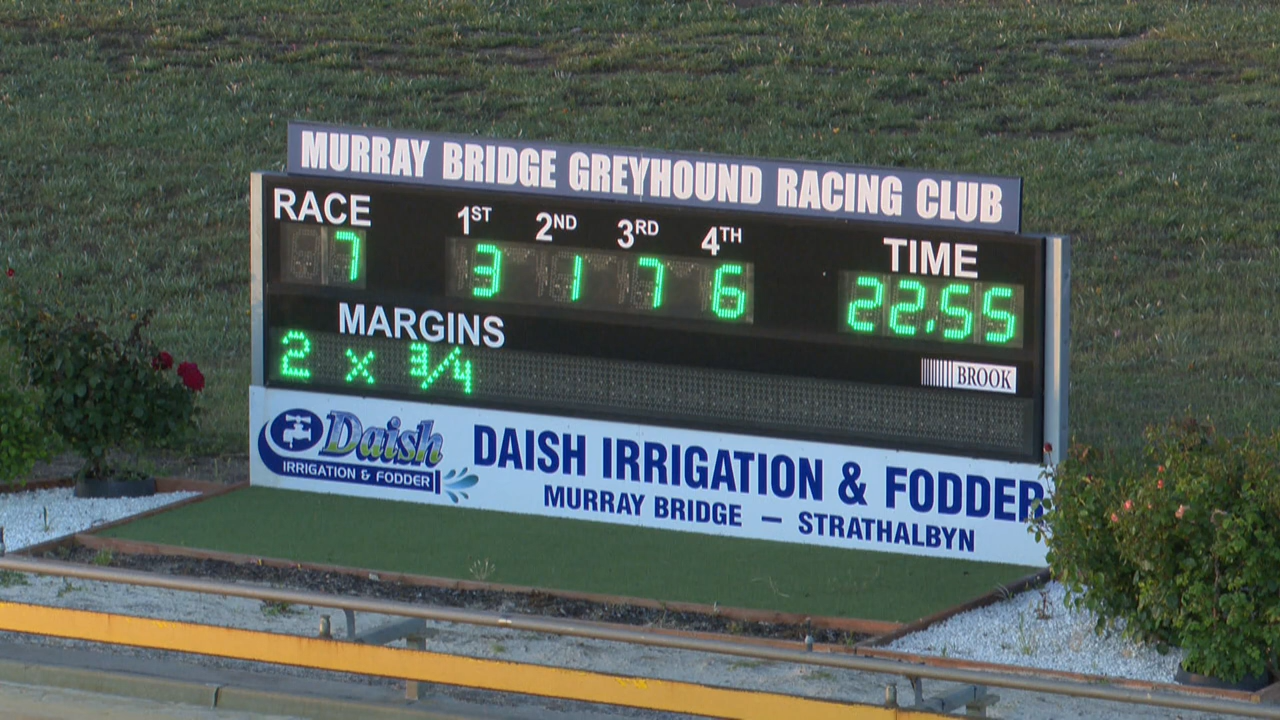 MURRAY BRIDGE GREYHOUND RACING CLUB
RACE 1ST 2ND 3RD 4TH TIME
7 3 1 7 6 22.55
MARGINS
2 x 3/4
BROOK
Daish
IRRIGATION & FODDER
DAISH IRRIGATION & FODDER
MURRAY BRIDGE – STRATHALBYN